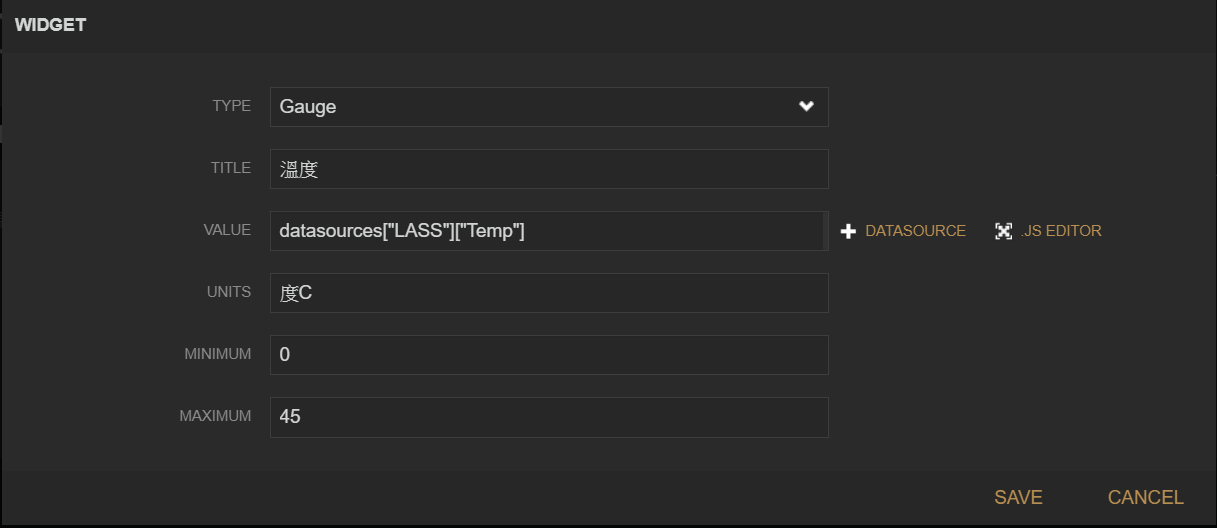 WIDGET
TYPE Gauge
TITLE 溫度
VALUE datasources["LASS"]["Temp"] DATASOURCE .JS EDITOR
UNITS 度C
MINIMUM 0
MAXIMUM 45
SAVE CANCEL